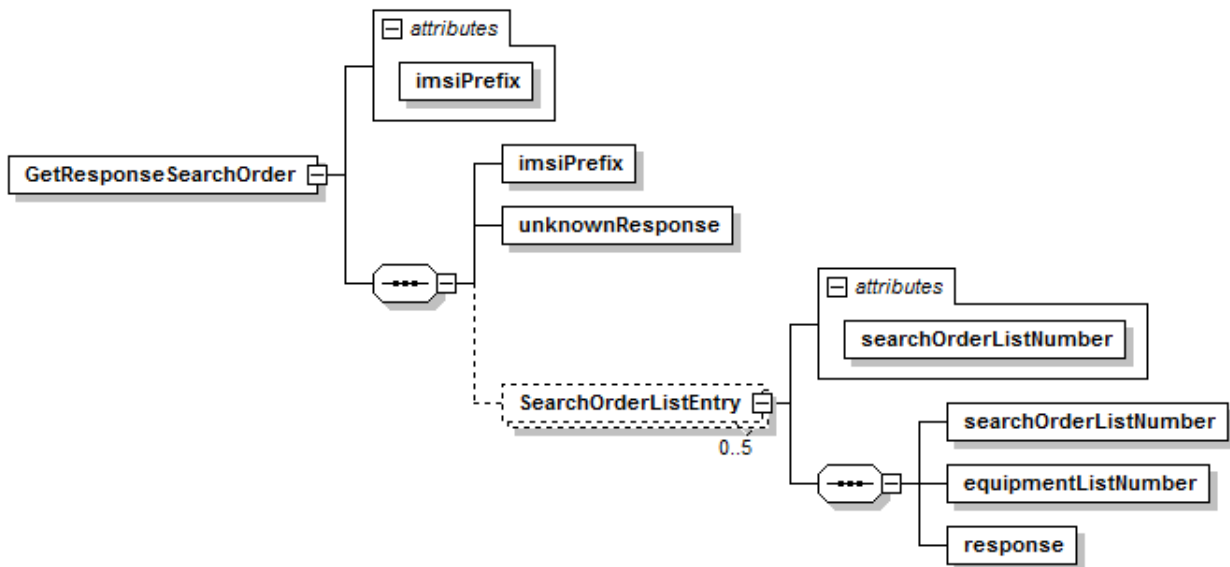 attributes
imsiPrefix
GetResponseSearchOrder
imsiPrefix
unknownResponse
attributes
searchOrderListNumber
SearchOrderListEntry
0..5
searchOrderListNumber
equipmentListNumber
response